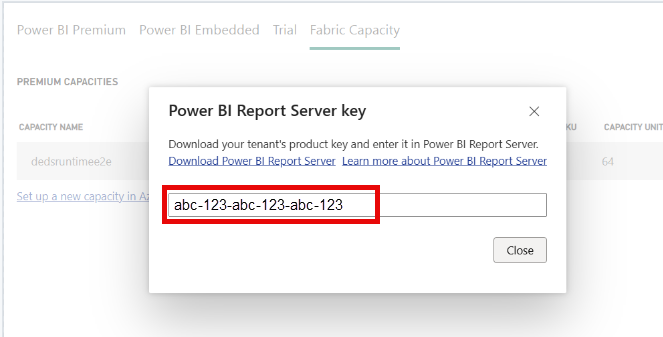 Power BI Premium Power BI Embedded Trial Fabric Capacity
PREMIUM CAPACITIES
Power BI Report Server key
CAPACITY NAME
KU CAPACITY UNIT
Download your tenant's product key and enter it in Power BI Report Server.
dedsruntimee2e
Download Power BI Report Server Learn more about Power BI Report Server
64
Set up a new capacity in Az
abc-123-abc-123-abc-123
Close